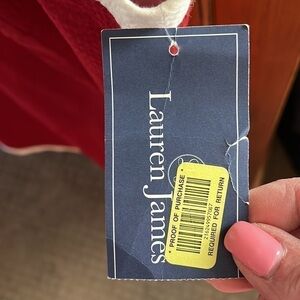 Lauren James
PROOF OF PURCHASE
REQUIRED FOR RETURN